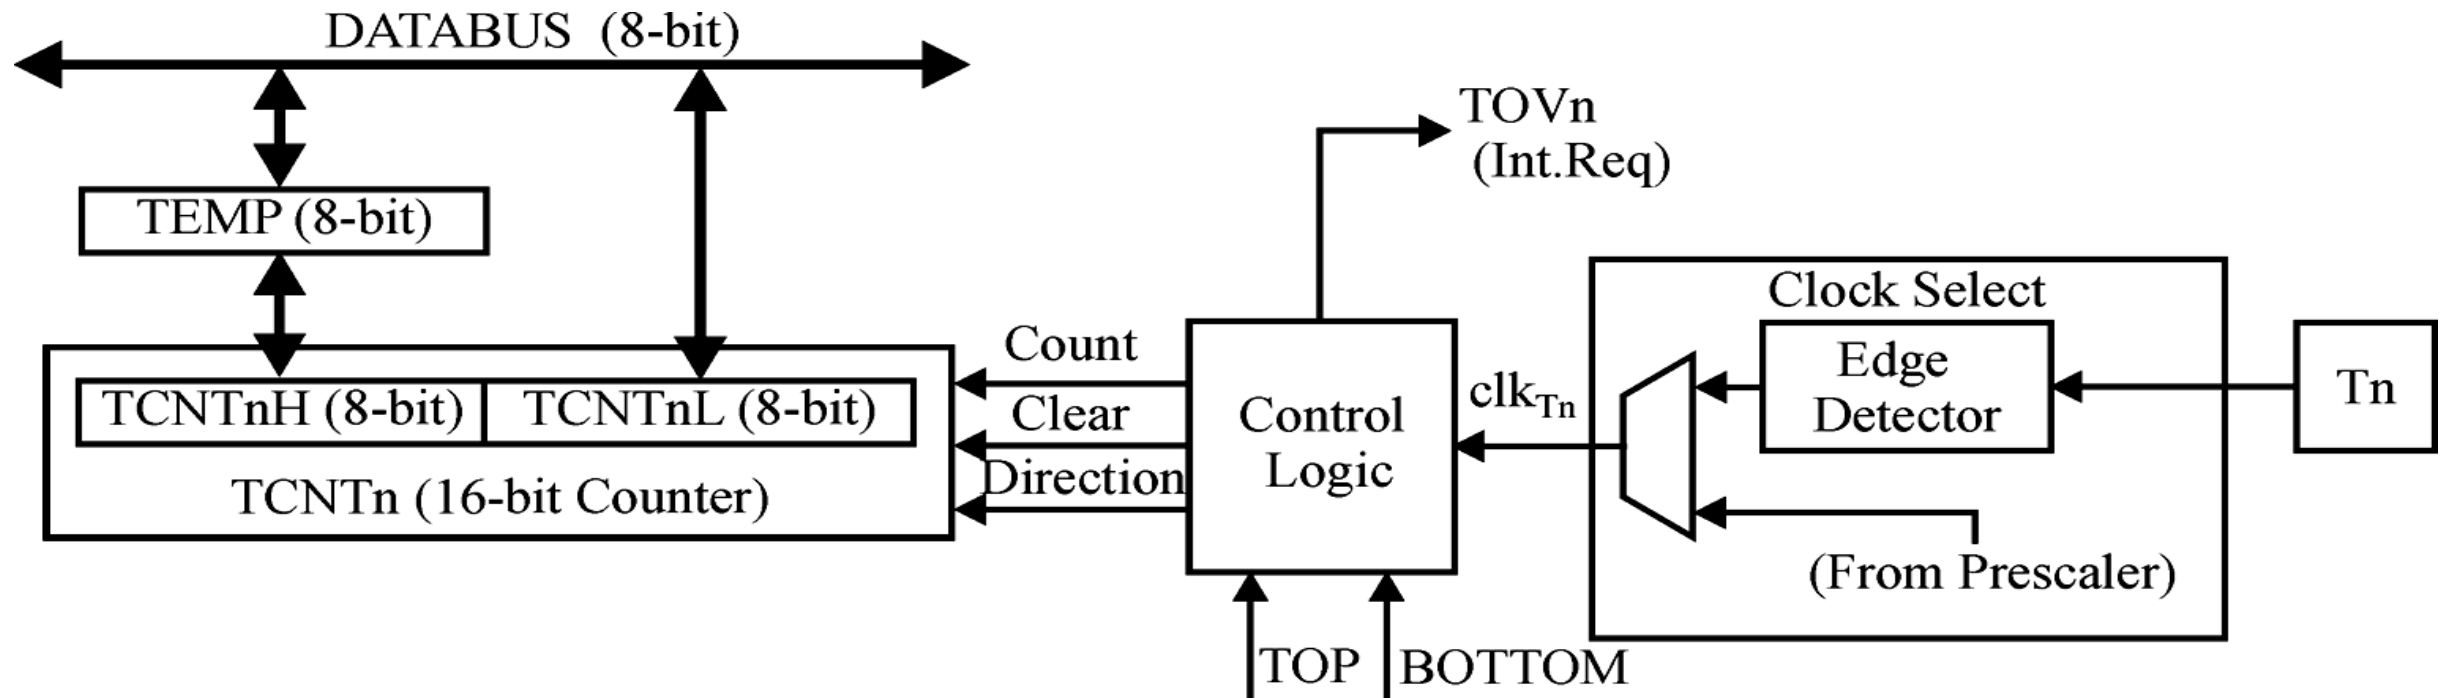 DATABUS (8-bit)
TOVn
(Int.Req)
TEMP (8-bit)
Clock Select
Count
Edge
Detector
Tn
clkTn
TCNTnH (8-bit)
TCNTnL (8-bit)
Clear
Control
Logic
Direction
TCNTn (16-bit Counter)
(From Prescaler)
TOP
BOTTOM